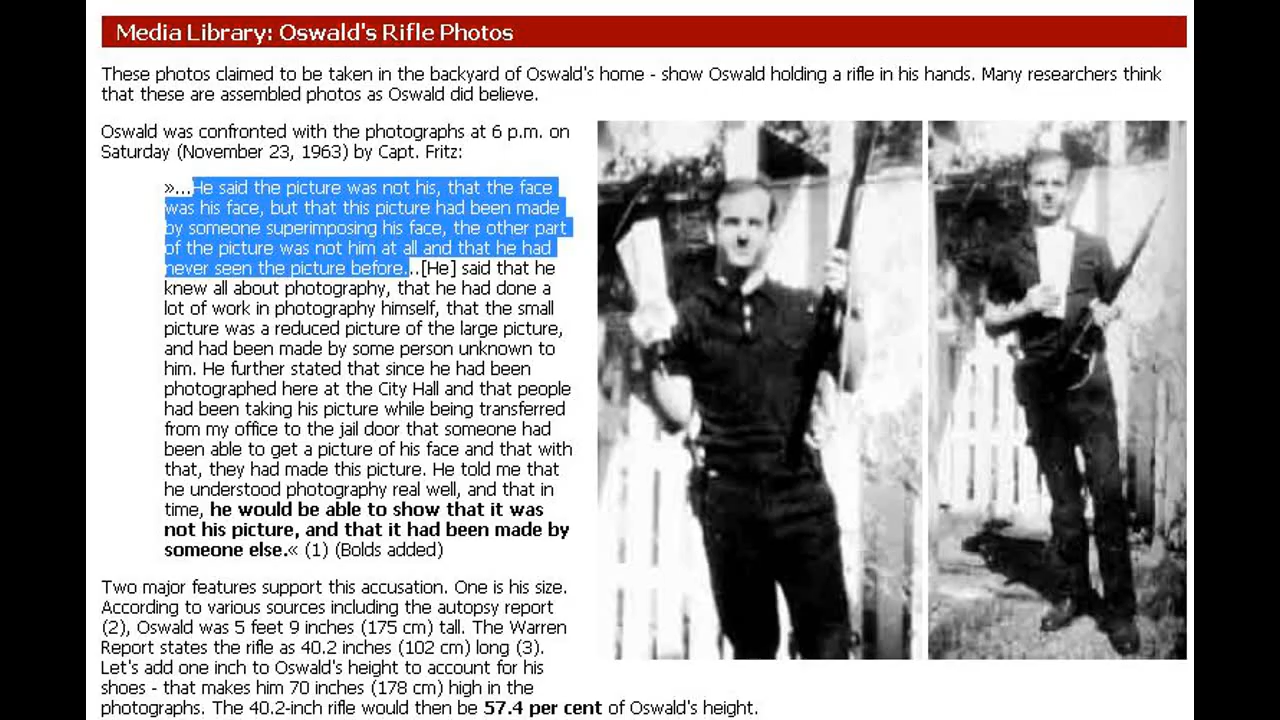 Media Library: Oswald's Rifle Photos
These photos claimed to be taken in the backyard of Oswald's home - show Oswald holding a rifle in his hands. Many researchers think
that these are assembled photos as Oswald did believe.
Oswald was confronted with the photographs at 6 p.m. on
Saturday (November 23, 1963) by Capt. Fritz:
»...He said the picture was not his, that the face
was his face, but that this picture had been made
by someone superimposing his face, the other part
of the picture was not him at all and that he had
never seen the picture before...[He] said that he
knew all about photography, that he had done a
lot of work in photography himself, that the small
picture was a reduced picture of the large picture,
and had been made by some person unknown to
him. He further stated that since he had been
photographed here at the City Hall and that people
had been taking his picture while being transferred
from my office to the jail door that someone had
been able to get a picture of his face and that with
that, they had made this picture. He told me that
he understood photography real well, and that in
time, he would be able to show that it was
not his picture, and that it had been made by
someone else.« (1) (Bolds added)
Two major features support this accusation. One is his size.
According to various sources including the autopsy report
(2), Oswald was 5 feet 9 inches (175 cm) tall. The Warren
Report states the rifle as 40.2 inches (102 cm) long (3).
Let's add one inch to Oswald's height to account for his
shoes - that makes him 70 inches (178 cm) high in the
photographs. The 40.2-inch rifle would then be 57.4 per cent of Oswald's height.